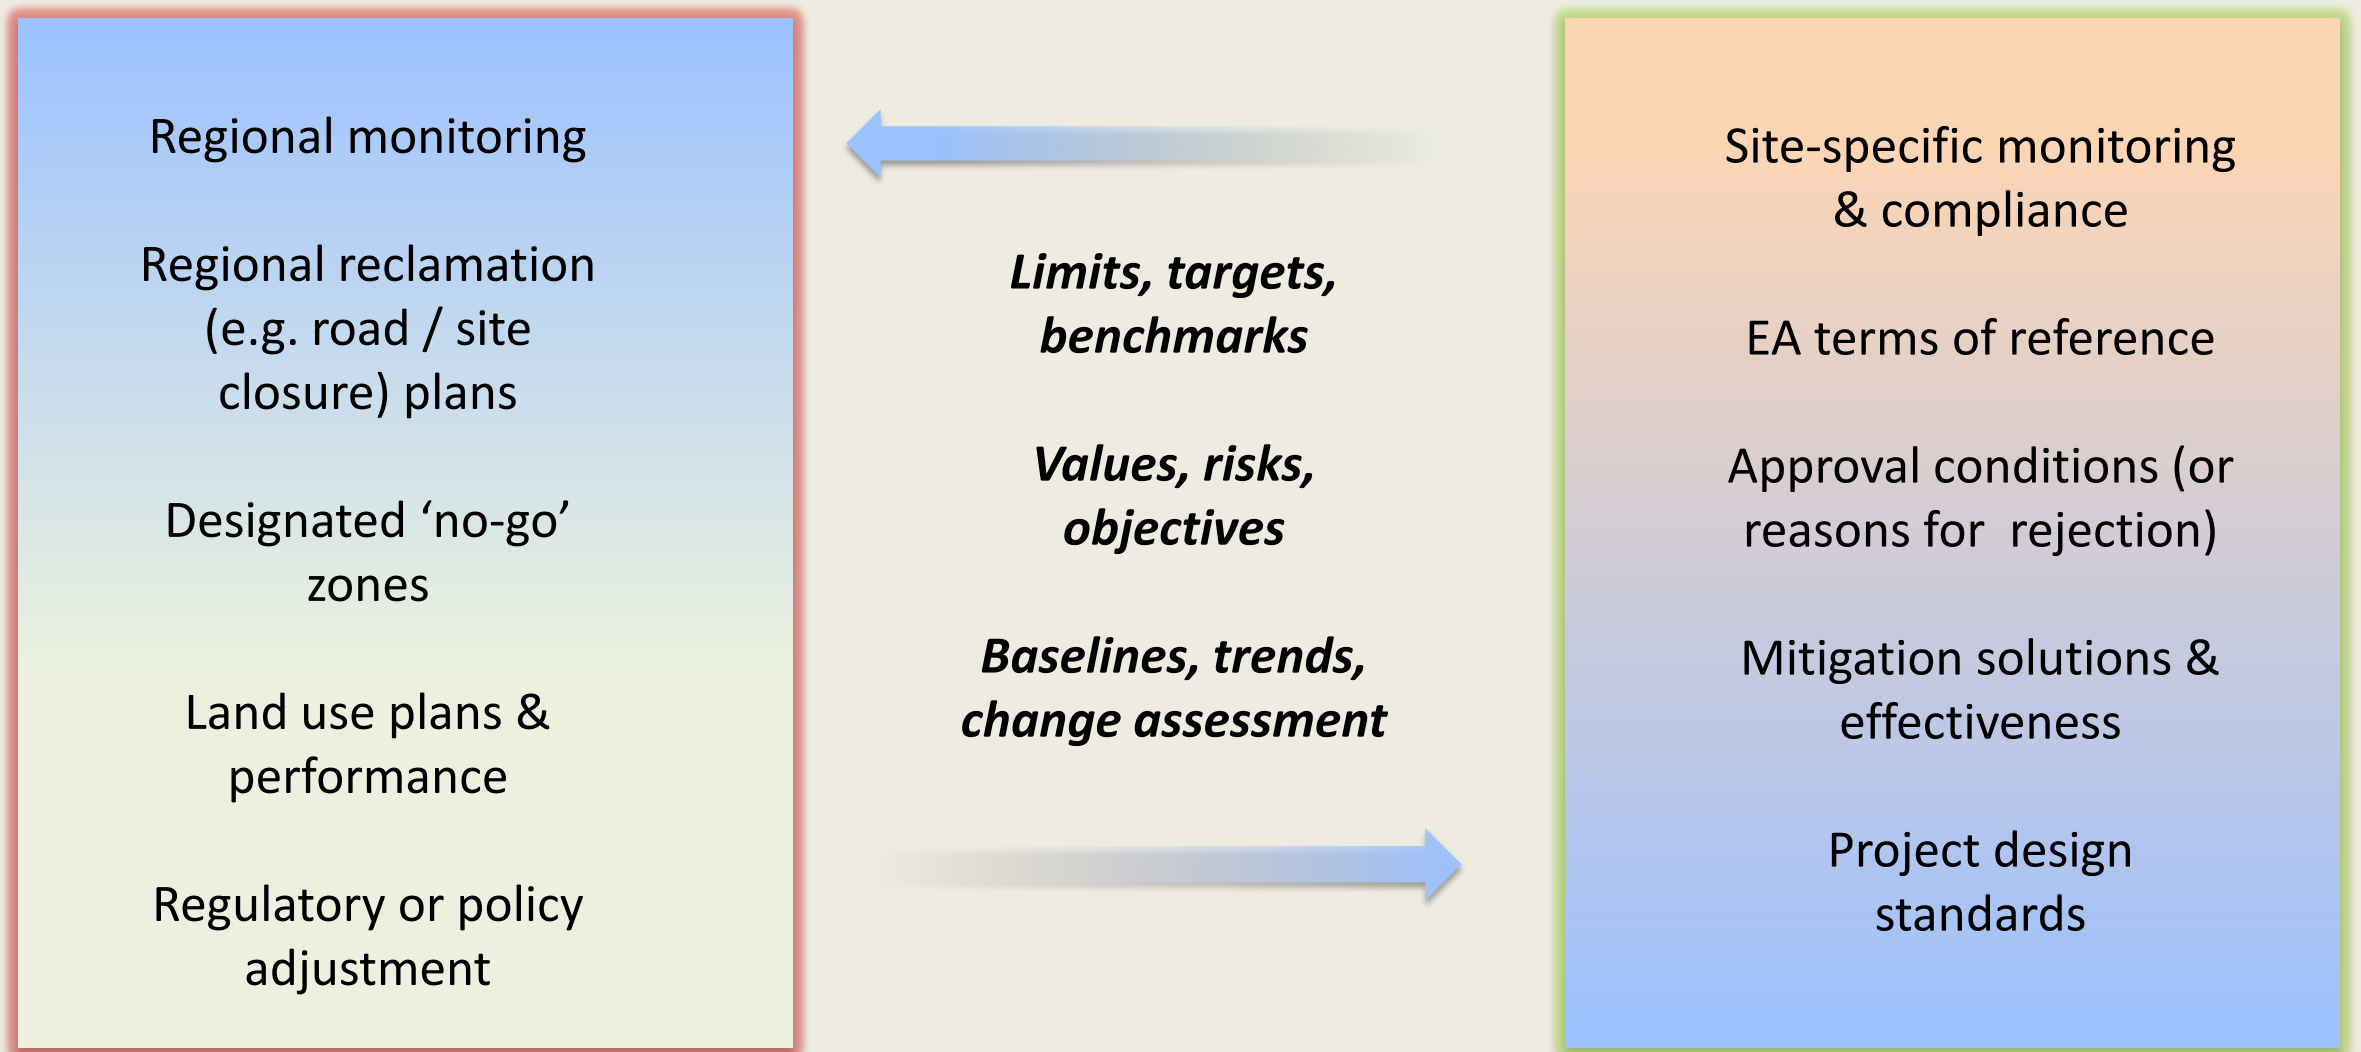 Regional monitoring
Regional reclamation
(e.g. road / site
closure) plans
Designated ‘no-go’
zones
Land use plans &
performance
Regulatory or policy
adjustment
Limits, targets,
benchmarks
Values, risks,
objectives
Baselines, trends,
change assessment
Site-specific monitoring
& compliance
EA terms of reference
Approval conditions (or
reasons for  rejection)
Mitigation solutions &
effectiveness
Project design
standards